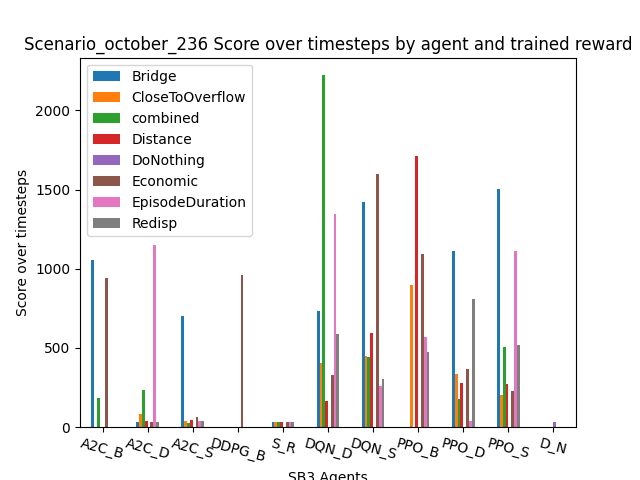 Scenario_october_236 Score over timesteps by agent and trained reward
Bridge
CloseToOverflow
combined
Distance
DoNothing
Economic
EpisodeDuration
Redisp
Score over timesteps
2000
1500
1000
500
0
A2C_B
A2C_D
A2C_S
DDPG_B
S_R
DQN_D
DQN_S
PPO_B
PPO_D
PPO_S
D_N
SB3 Agents